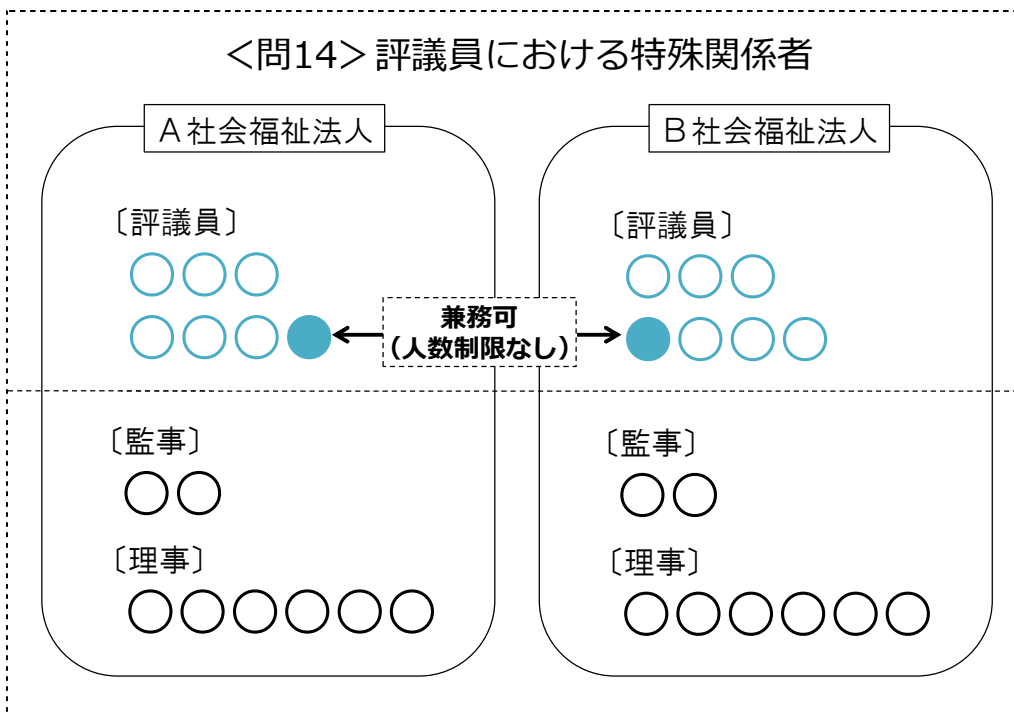 ＜問14＞評議員における特殊関係者
Ａ社会福祉法人
Ｂ社会福祉法人
〔評議員〕
〔評議員〕
兼務可
（人数制限なし）
〔監事〕
〔監事〕
〔理事〕
〔理事〕